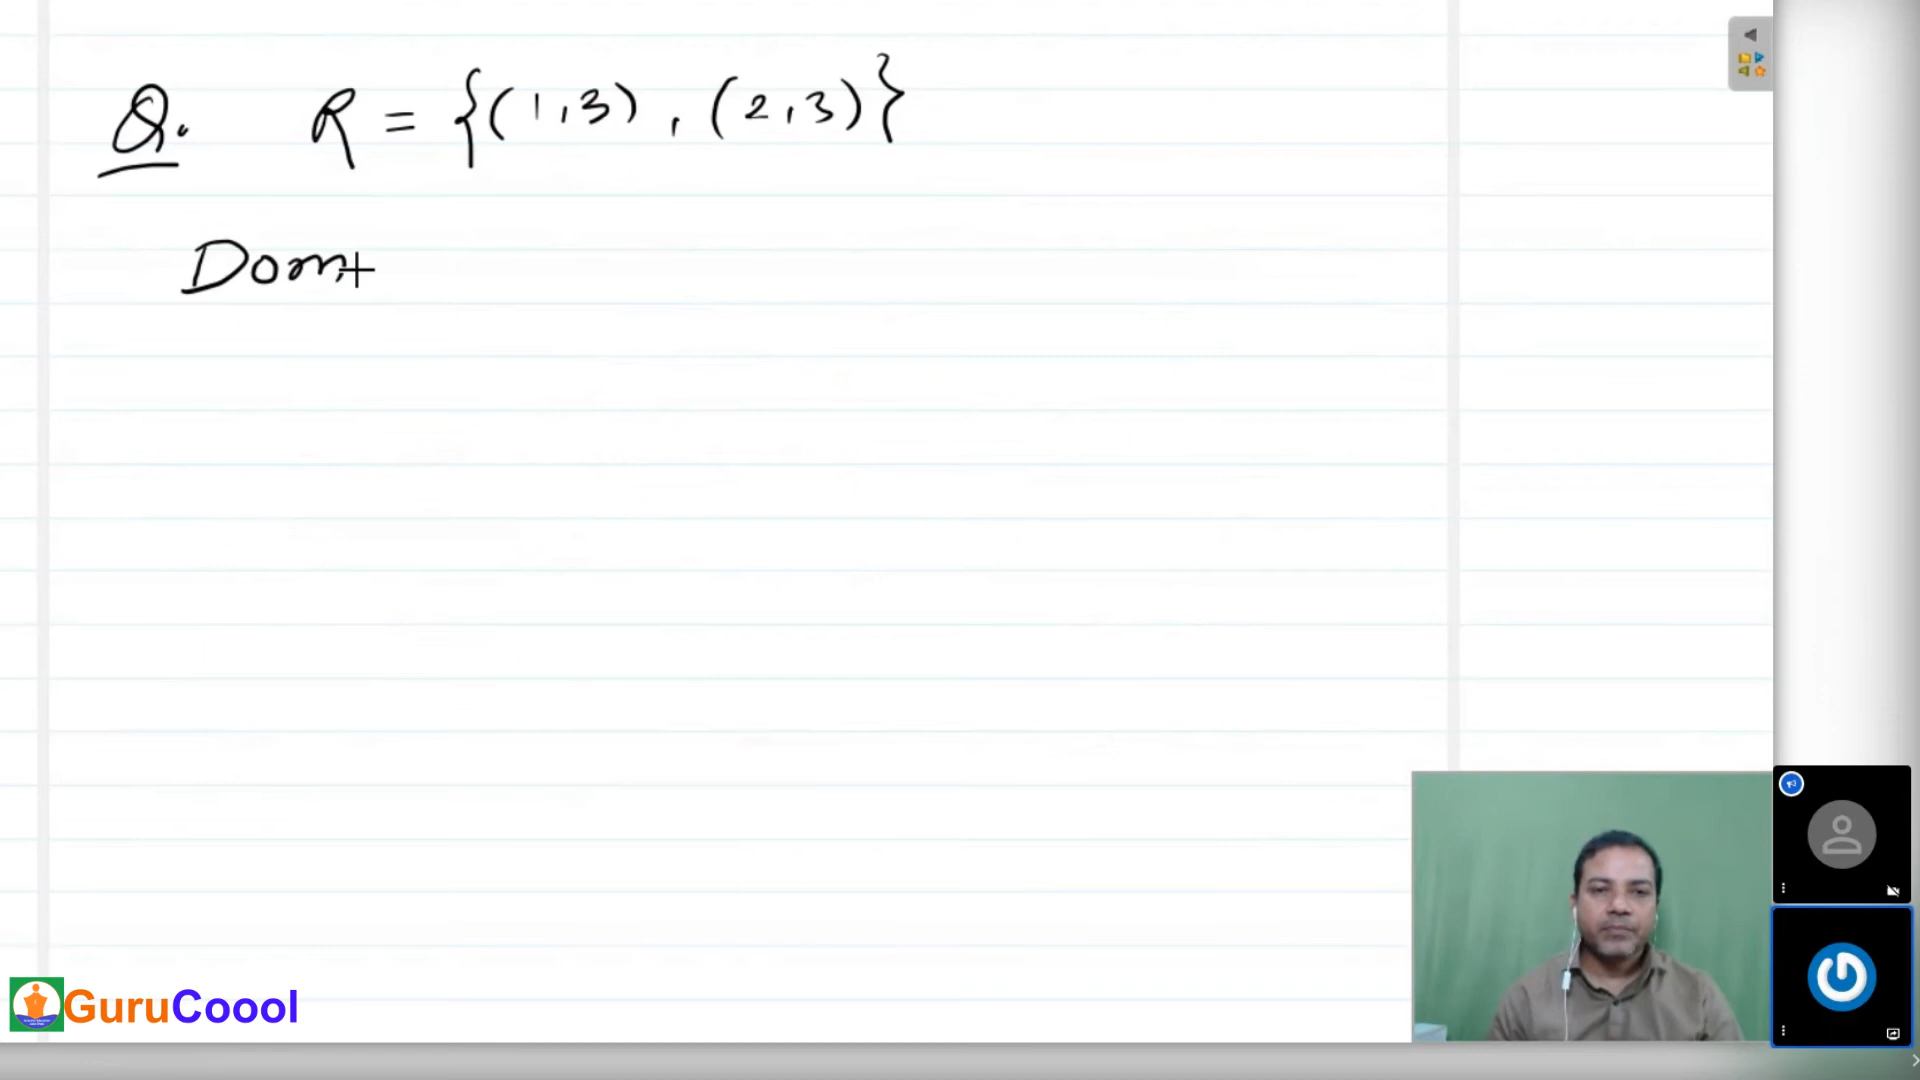 Q. R = {(1,3), (2,3)}
Dom
GuruCoool